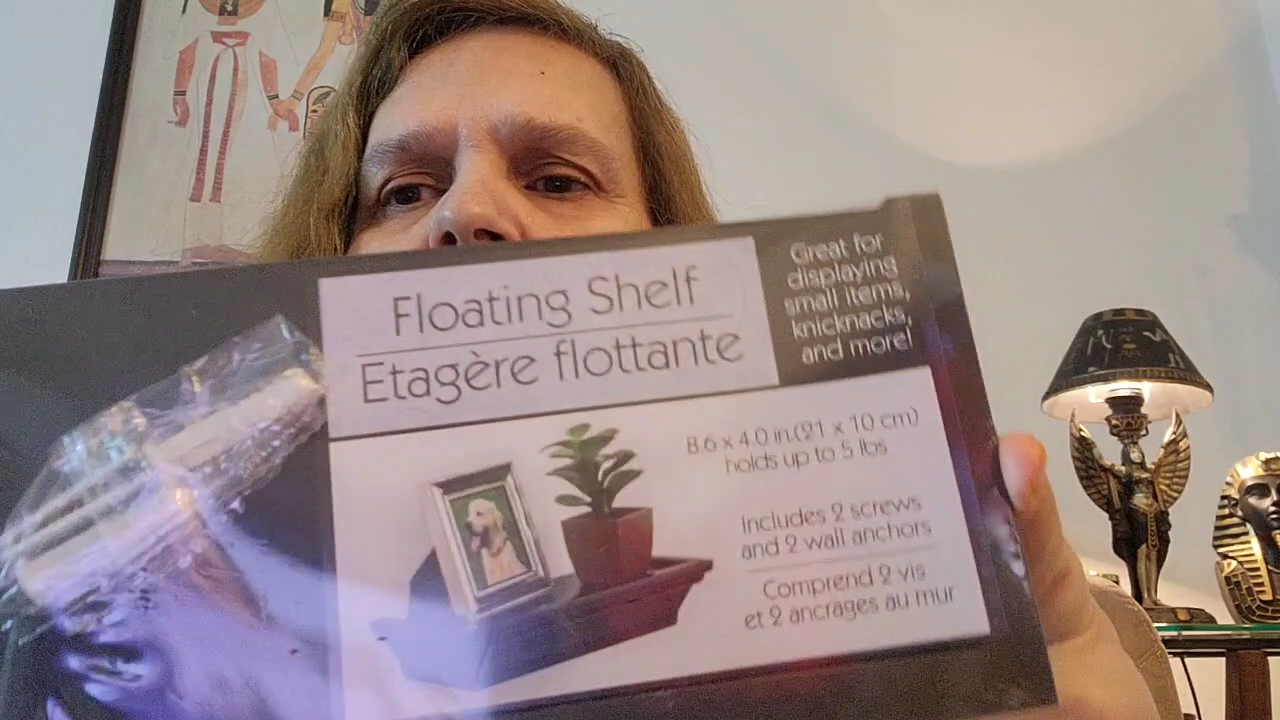 Floating Shelf
Etagère flottante
Great for
displaying
small items,
knicknacks,
and more!
8.6 x 4.0 in.(21 x 10 cm)
holds up to 5 lbs
Includes 2 screws
and 2 wall anchors
Comprend 2 vis
et 2 ancrages au mur